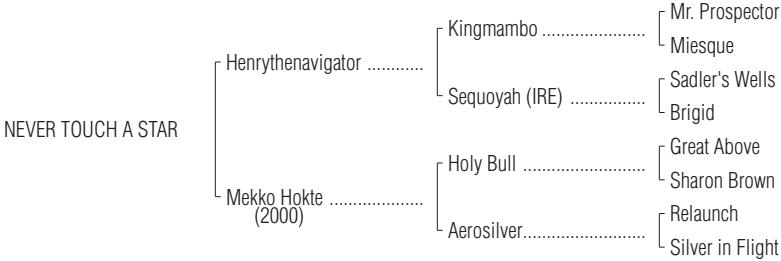 Mr. Prospector
Kingmambo ......................
Miesque
Henrythenavigator ............
Sadler's Wells
Sequoyah (IRE) ................
Brigid
NEVER TOUCH A STAR
Great Above
Holy Bull ..........................
Sharon Brown
Mekko Hokte ....................
(2000)
Relaunch
Aerosilver..........................
Silver in Flight